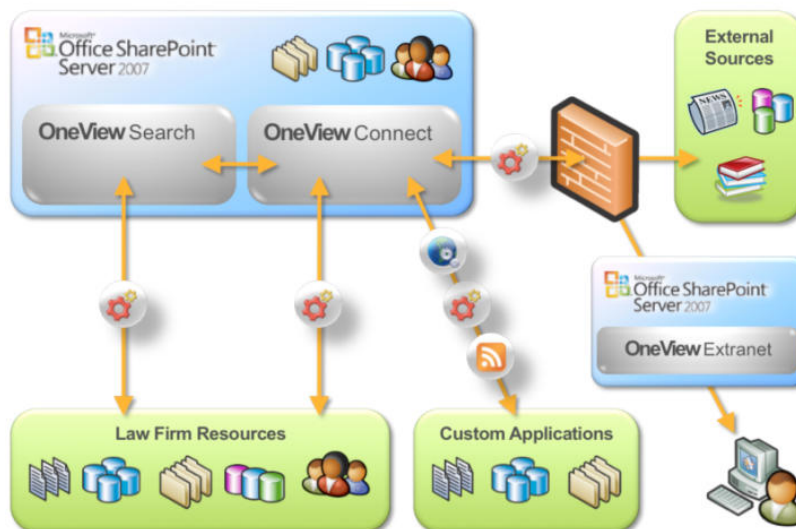 Microsoft®
Office SharePoint®
Server 2007
OneView Search
OneView Connect
External
Sources
NEWS
Microsoft®
Office SharePoint®
Server 2007
OneView Extranet
Law Firm Resources
Custom Applications